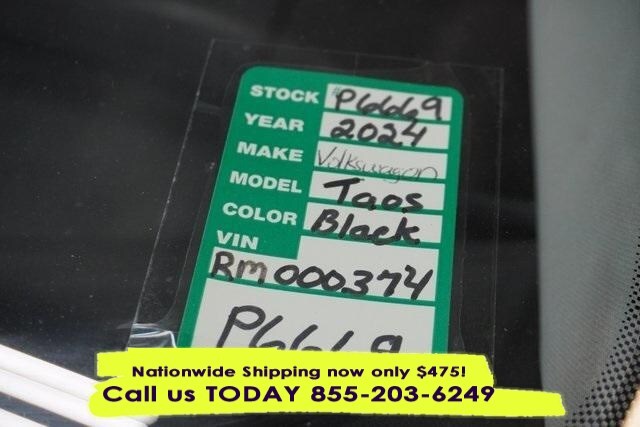 STOCK #P6669
YEAR 2024
MAKE Volkswagon
MODEL Taos
COLOR Black
VIN
RM000374
P6669
Nationwide Shipping now only $475!
Call us TODAY 855-203-6249